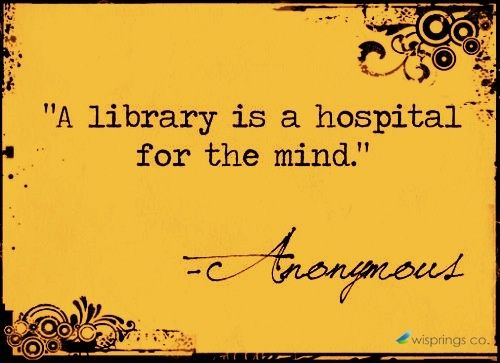 "A library is a hospital
for the mind."
-Anonymous
wisprings co.